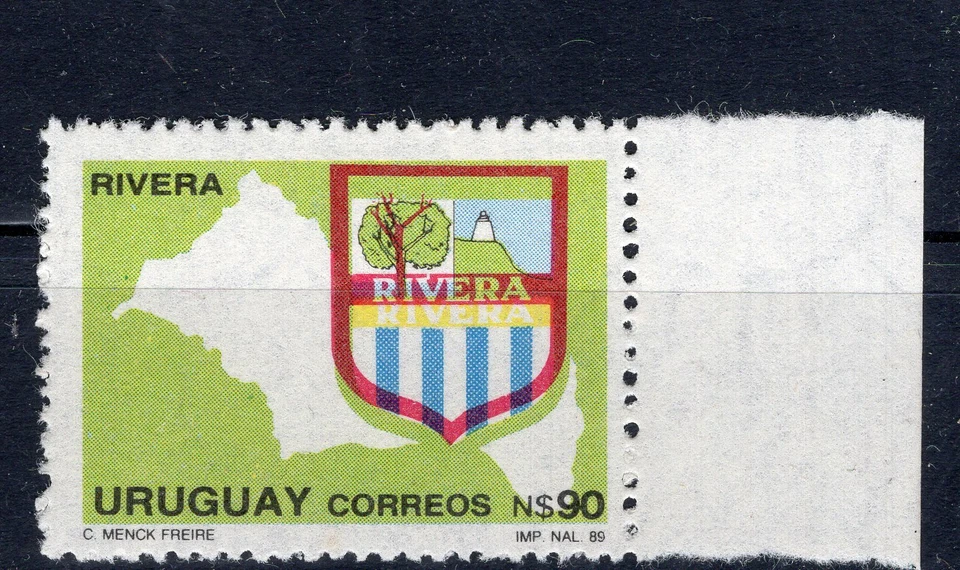 RIVERA
RIVERA
RIVERA
URUGUAY CORREOS N$90
C. MENCK FREIRE IMP. NAL. 89